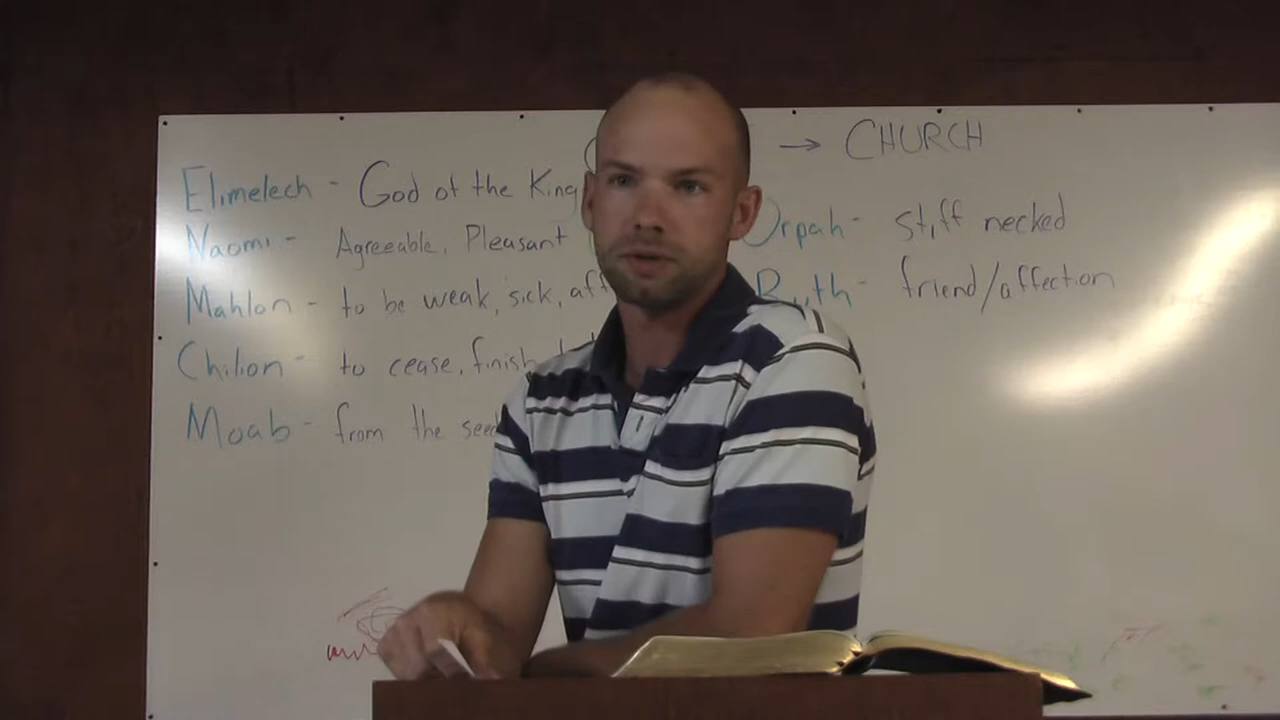 → CHURCH
Elimelech - God of the King
Naomi - Agreeable, Pleasant
Mahlon - to be weak, sick,
Chilion - to cease, finish
Moab - from the seed
Orpah - stiff necked
Ruth - friend/affection